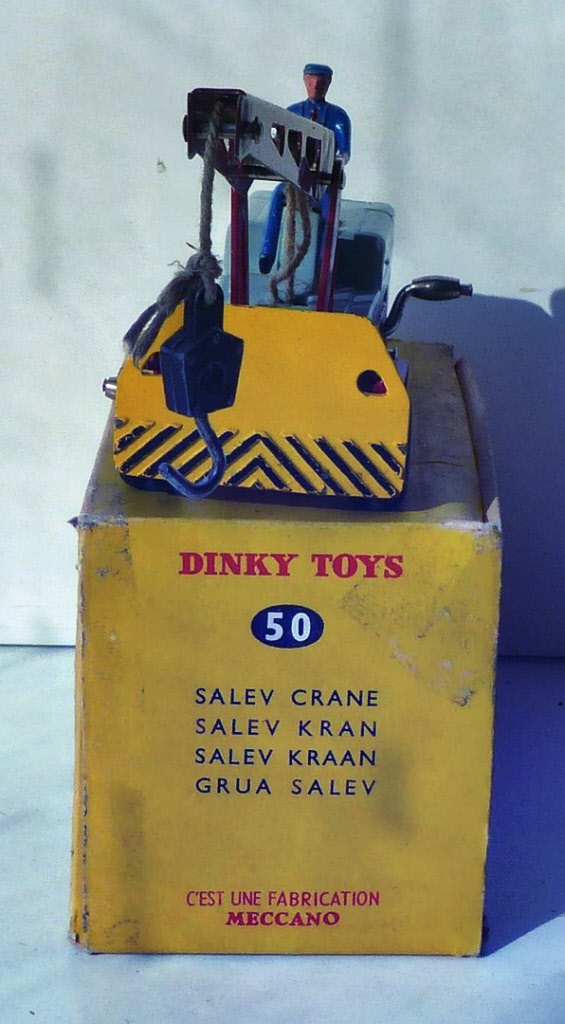 DINKY TOYS
50
SALEV CRANE
SALEV KRAN
SALEV KRAAN
GRUA SALEV
C'EST UNE FABRICATION
MECCANO